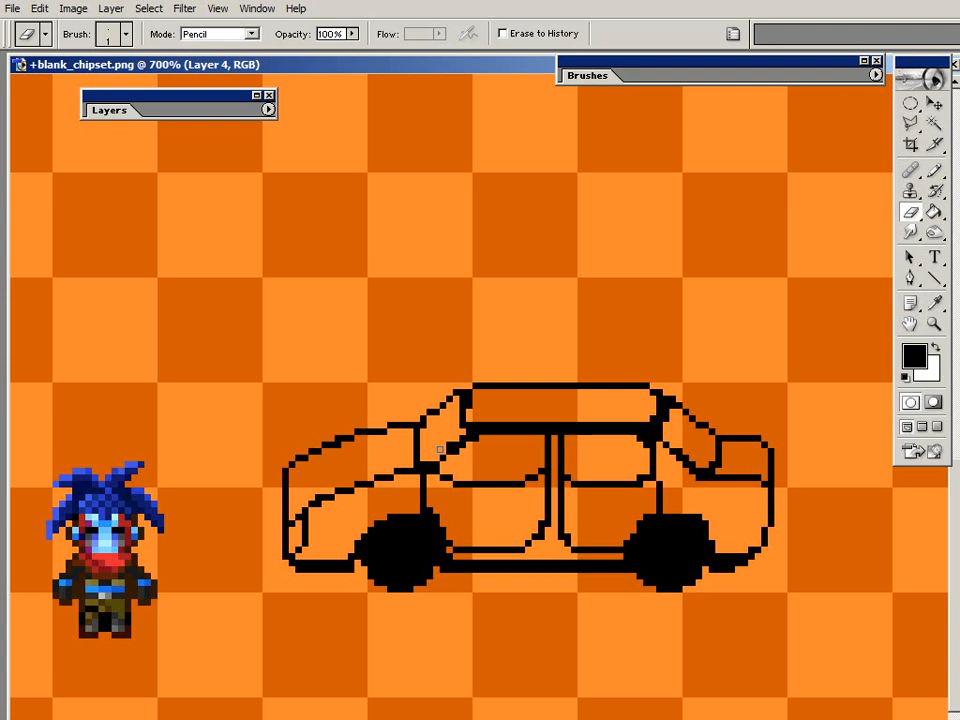 File Edit Image Layer Select Filter View Window Help
Brush: 1 Mode: Pencil Opacity: 100% Flow: Erase to History
+blank_chipset.png @ 700% (Layer 4, RGB)
Brushes
Layers
T